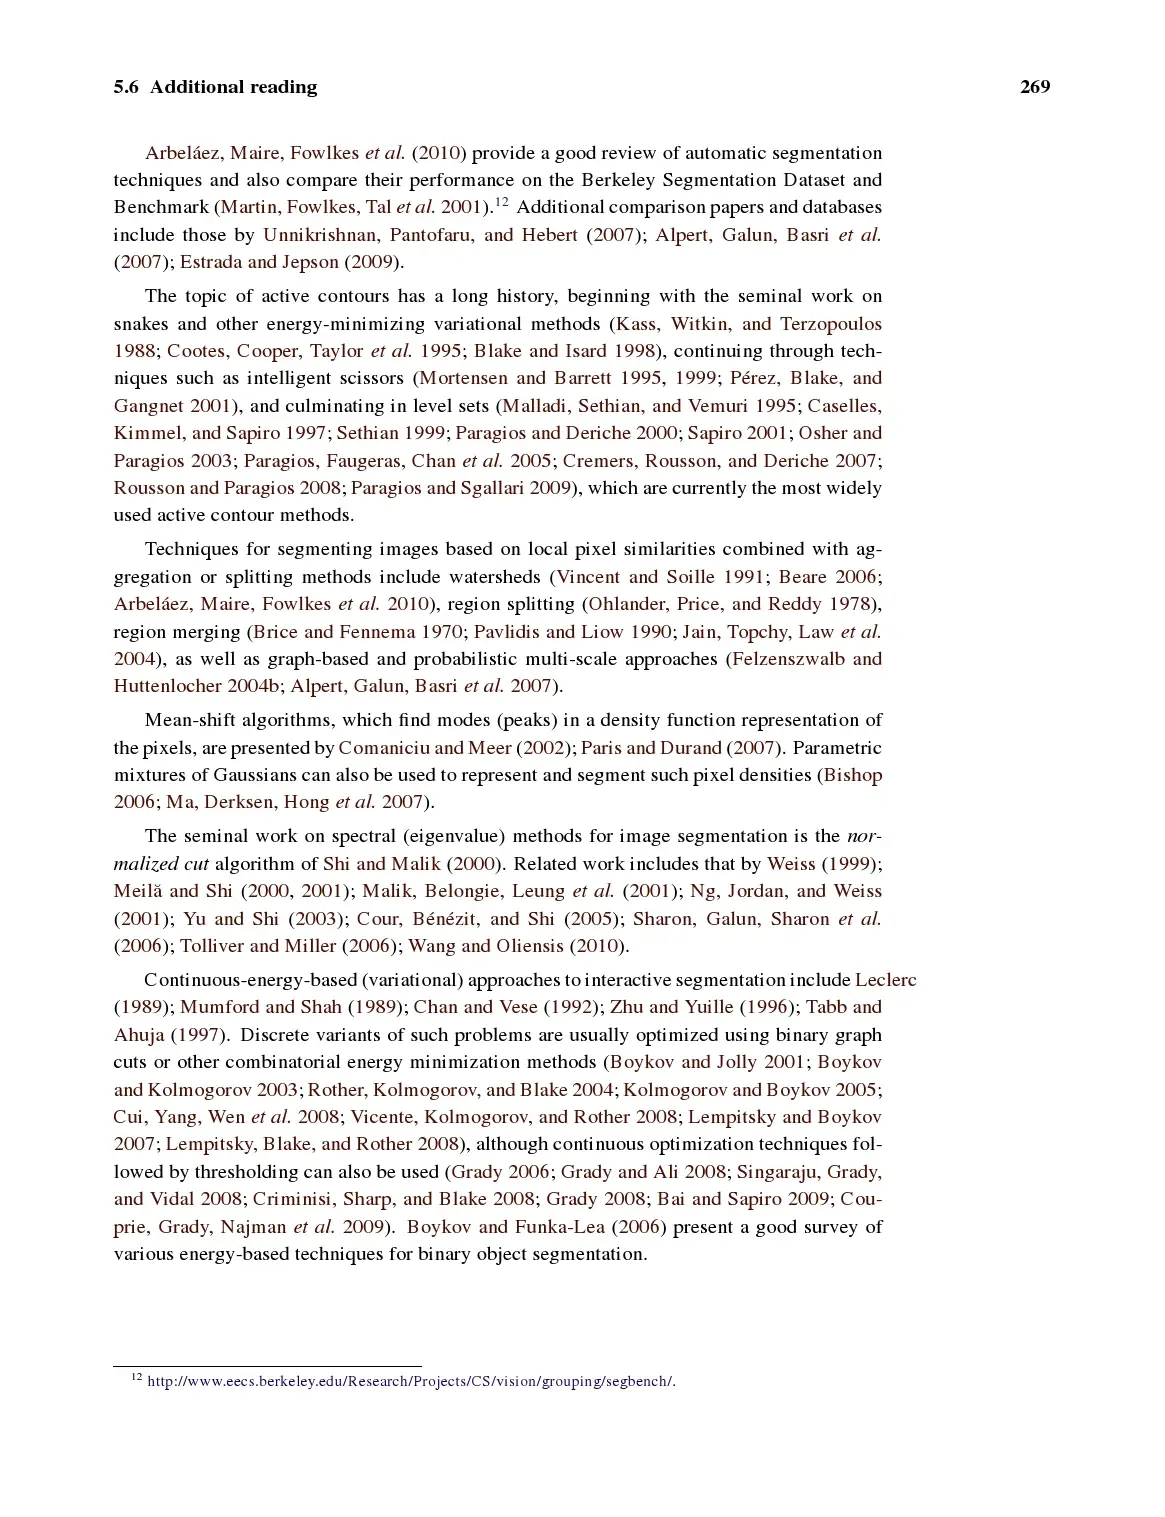 5.6 Additional reading 269
Arbeláez, Maire, Fowlkes et al. (2010) provide a good review of automatic segmentation
techniques and also compare their performance on the Berkeley Segmentation Dataset and
Benchmark (Martin, Fowlkes, Tal et al. 2001).12 Additional comparison papers and databases
include those by Unnikrishnan, Pantofaru, and Hebert (2007); Alpert, Galun, Basri et al.
(2007); Estrada and Jepson (2009).
The topic of active contours has a long history, beginning with the seminal work on
snakes and other energy-minimizing variational methods (Kass, Witkin, and Terzopoulos
1988; Cootes, Cooper, Taylor et al. 1995; Blake and Isard 1998), continuing through tech-
niques such as intelligent scissors (Mortensen and Barrett 1995, 1999; Pérez, Blake, and
Gangnet 2001), and culminating in level sets (Malladi, Sethian, and Vemuri 1995; Caselles,
Kimmel, and Sapiro 1997; Sethian 1999; Paragios and Deriche 2000; Sapiro 2001; Osher and
Paragios 2003; Paragios, Faugeras, Chan et al. 2005; Cremers, Rousson, and Deriche 2007;
Rousson and Paragios 2008; Paragios and Sgallari 2009), which are currently the most widely
used active contour methods.
Techniques for segmenting images based on local pixel similarities combined with ag-
gregation or splitting methods include watersheds (Vincent and Soille 1991; Beare 2006;
Arbeláez, Maire, Fowlkes et al. 2010), region splitting (Ohlander, Price, and Reddy 1978),
region merging (Brice and Fennema 1970; Pavlidis and Liow 1990; Jain, Topchy, Law et al.
2004), as well as graph-based and probabilistic multi-scale approaches (Felzenszwalb and
Huttenlocher 2004b; Alpert, Galun, Basri et al. 2007).
Mean-shift algorithms, which find modes (peaks) in a density function representation of
the pixels, are presented by Comaniciu and Meer (2002); Paris and Durand (2007). Parametric
mixtures of Gaussians can also be used to represent and segment such pixel densities (Bishop
2006; Ma, Derksen, Hong et al. 2007).
The seminal work on spectral (eigenvalue) methods for image segmentation is the nor-
malized cut algorithm of Shi and Malik (2000). Related work includes that by Weiss (1999);
Meilă and Shi (2000, 2001); Malik, Belongie, Leung et al. (2001); Ng, Jordan, and Weiss
(2001); Yu and Shi (2003); Cour, Bénézit, and Shi (2005); Sharon, Galun, Sharon et al.
(2006); Tolliver and Miller (2006); Wang and Oliensis (2010).
Continuous-energy-based (variational) approaches to interactive segmentation include Leclerc
(1989); Mumford and Shah (1989); Chan and Vese (1992); Zhu and Yuille (1996); Tabb and
Ahuja (1997). Discrete variants of such problems are usually optimized using binary graph
cuts or other combinatorial energy minimization methods (Boykov and Jolly 2001; Boykov
and Kolmogorov 2003; Rother, Kolmogorov, and Blake 2004; Kolmogorov and Boykov 2005;
Cui, Yang, Wen et al. 2008; Vicente, Kolmogorov, and Rother 2008; Lempitsky and Boykov
2007; Lempitsky, Blake, and Rother 2008), although continuous optimization techniques fol-
lowed by thresholding can also be used (Grady 2006; Grady and Ali 2008; Singaraju, Grady,
and Vidal 2008; Criminisi, Sharp, and Blake 2008; Grady 2008; Bai and Sapiro 2009; Cou-
prie, Grady, Najman et al. 2009). Boykov and Funka-Lea (2006) present a good survey of
various energy-based techniques for binary object segmentation.
12 http://www.eecs.berkeley.edu/Research/Projects/CS/vision/grouping/segbench/.